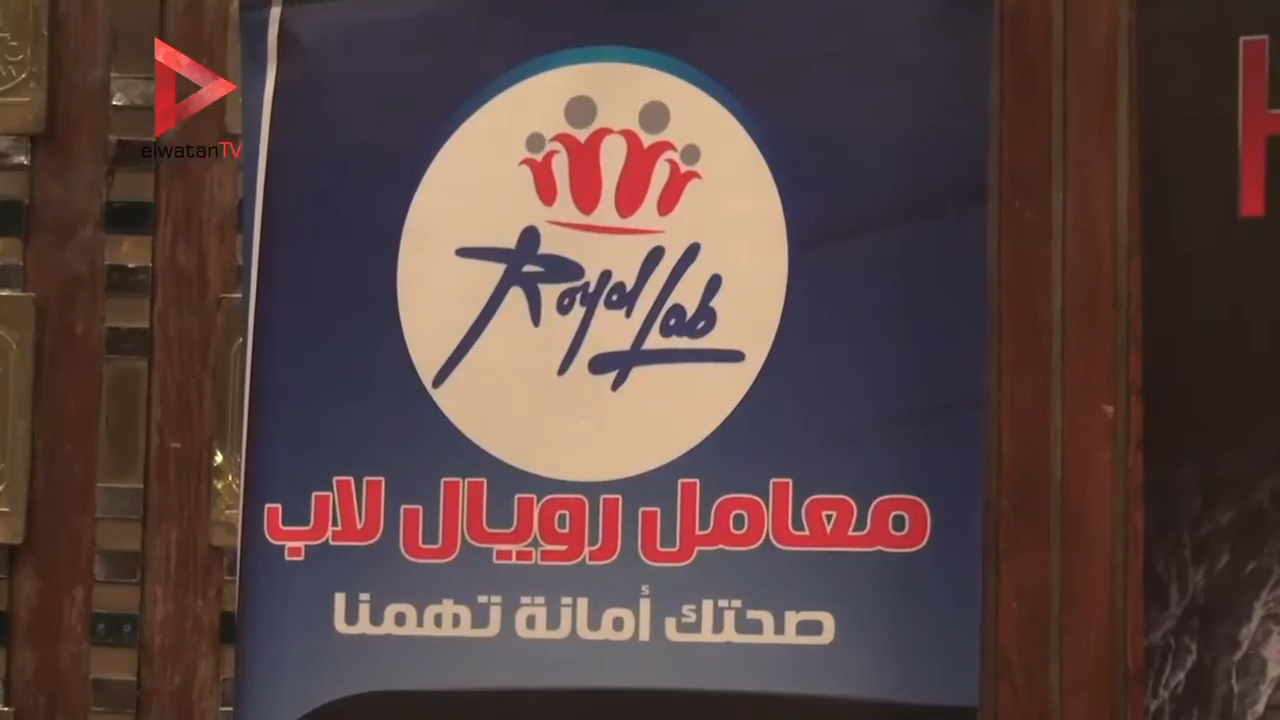 elwatanTV
Royal Lab
معامل رويال لاب
صحتك أمانة تهمنا
H